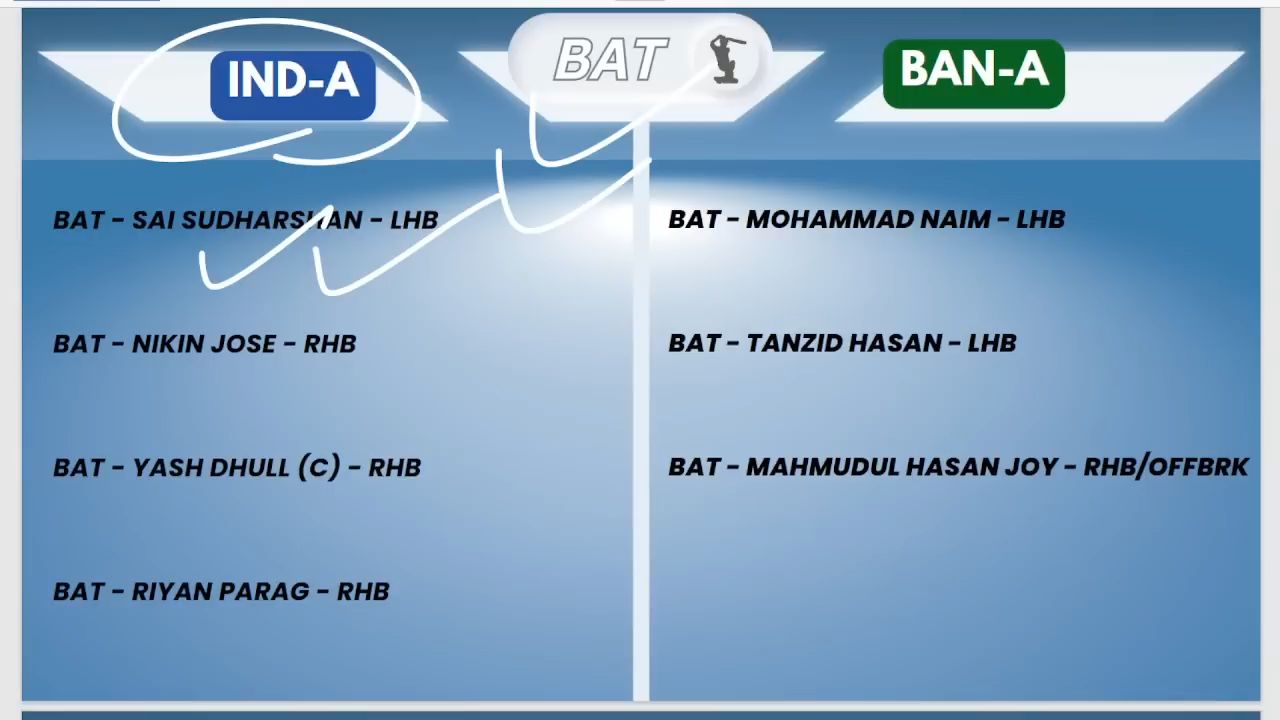 IND-A
BAT
BAN-A
BAT - SAI SUDHARSHAN - LHB
BAT - NIKIN JOSE - RHB
BAT - YASH DHULL (C) - RHB
BAT - RIYAN PARAG - RHB
BAT - MOHAMMAD NAIM - LHB
BAT - TANZID HASAN - LHB
BAT - MAHMUDUL HASAN JOY - RHB/OFFBRK